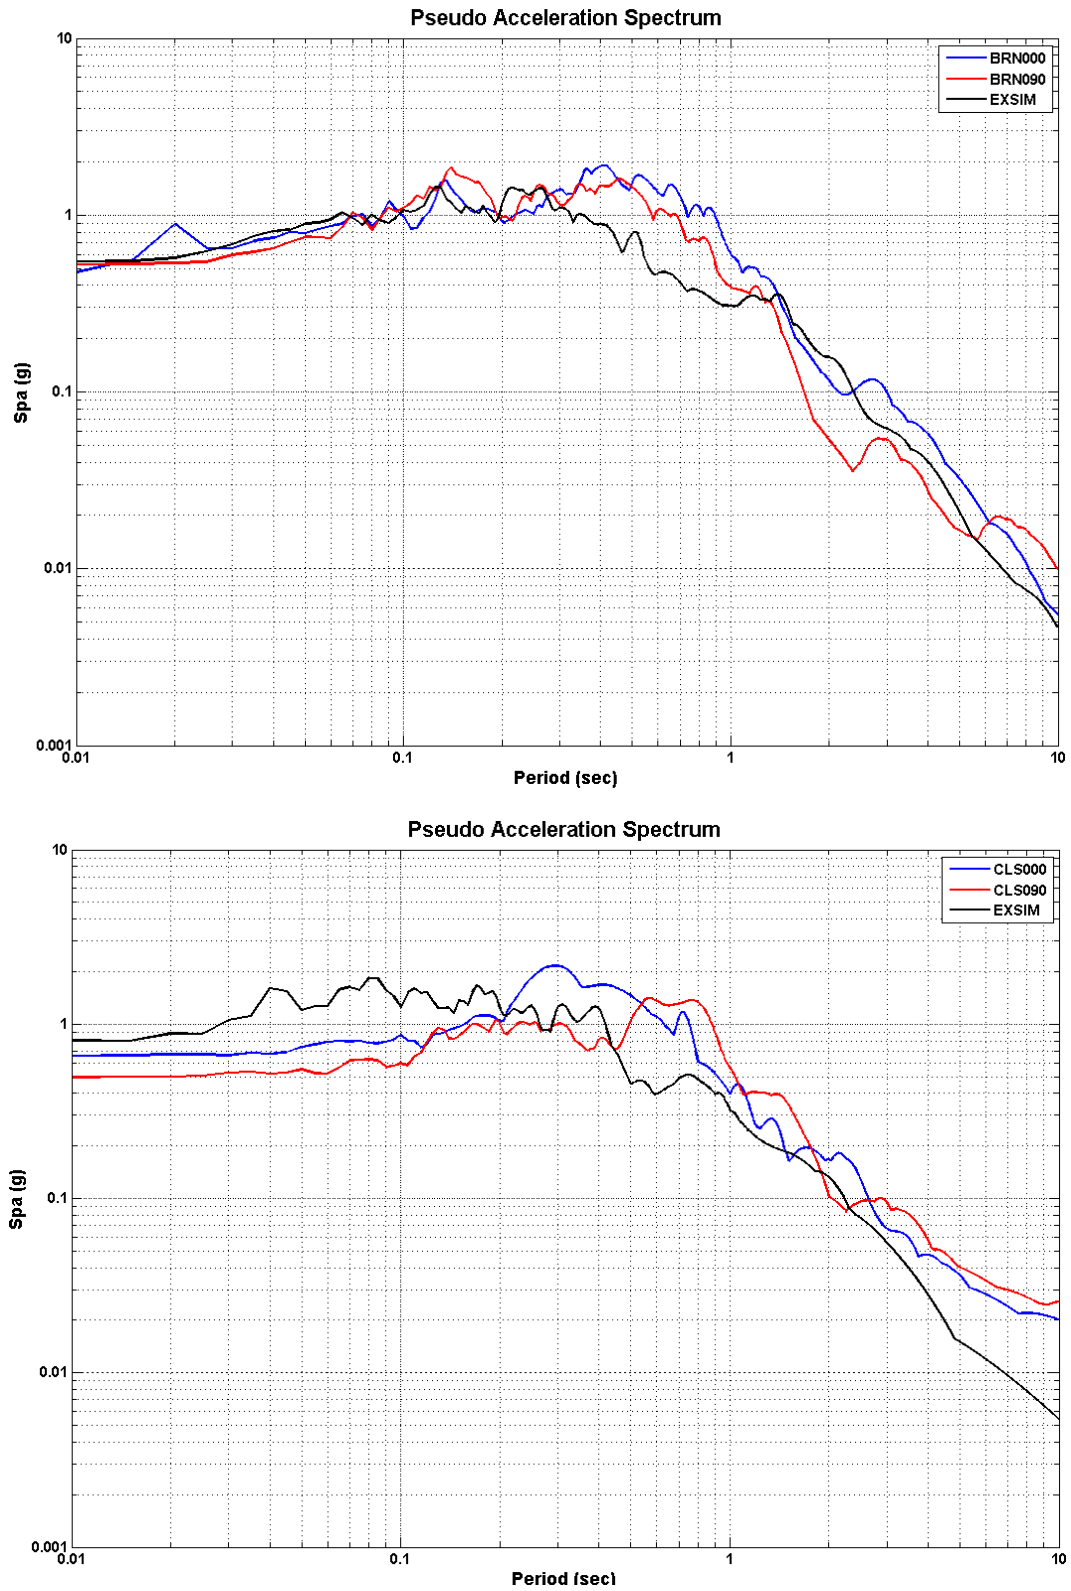 Pseudo Acceleration Spectrum
10
BRN000
BRN090
EXSIM
1
Spa (g)
0.1
0.01
0.001
0.01 0.1 1 10
Period (sec)
Pseudo Acceleration Spectrum
10
CLS000
CLS090
EXSIM
1
Spa (g)
0.1
0.01
0.001
0.01 0.1 1 10
Period (sec)